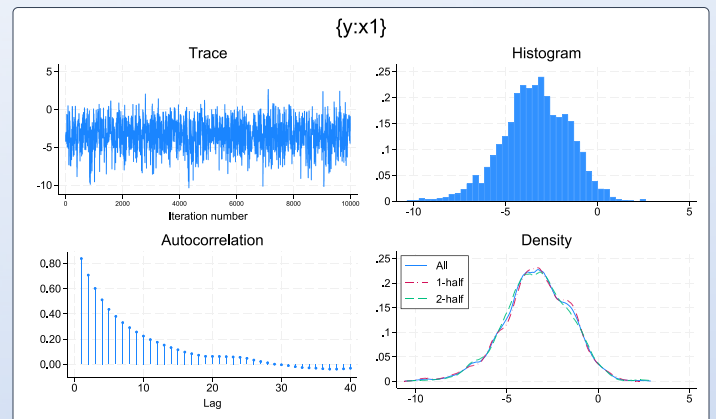 {y:x1}
Trace
5
0
-5
-10
0 2000 4000 6000 8000 10000
Iteration number
Histogram
.25
.2
.15
.1
.05
0
-10 -5 0 5
Autocorrelation
0.80
0.60
0.40
0.20
0.00
0 10 20 30 40
Lag
Density
.25
.2
.15
.1
.05
0
All
1-half
2-half
-10 -5 0 5